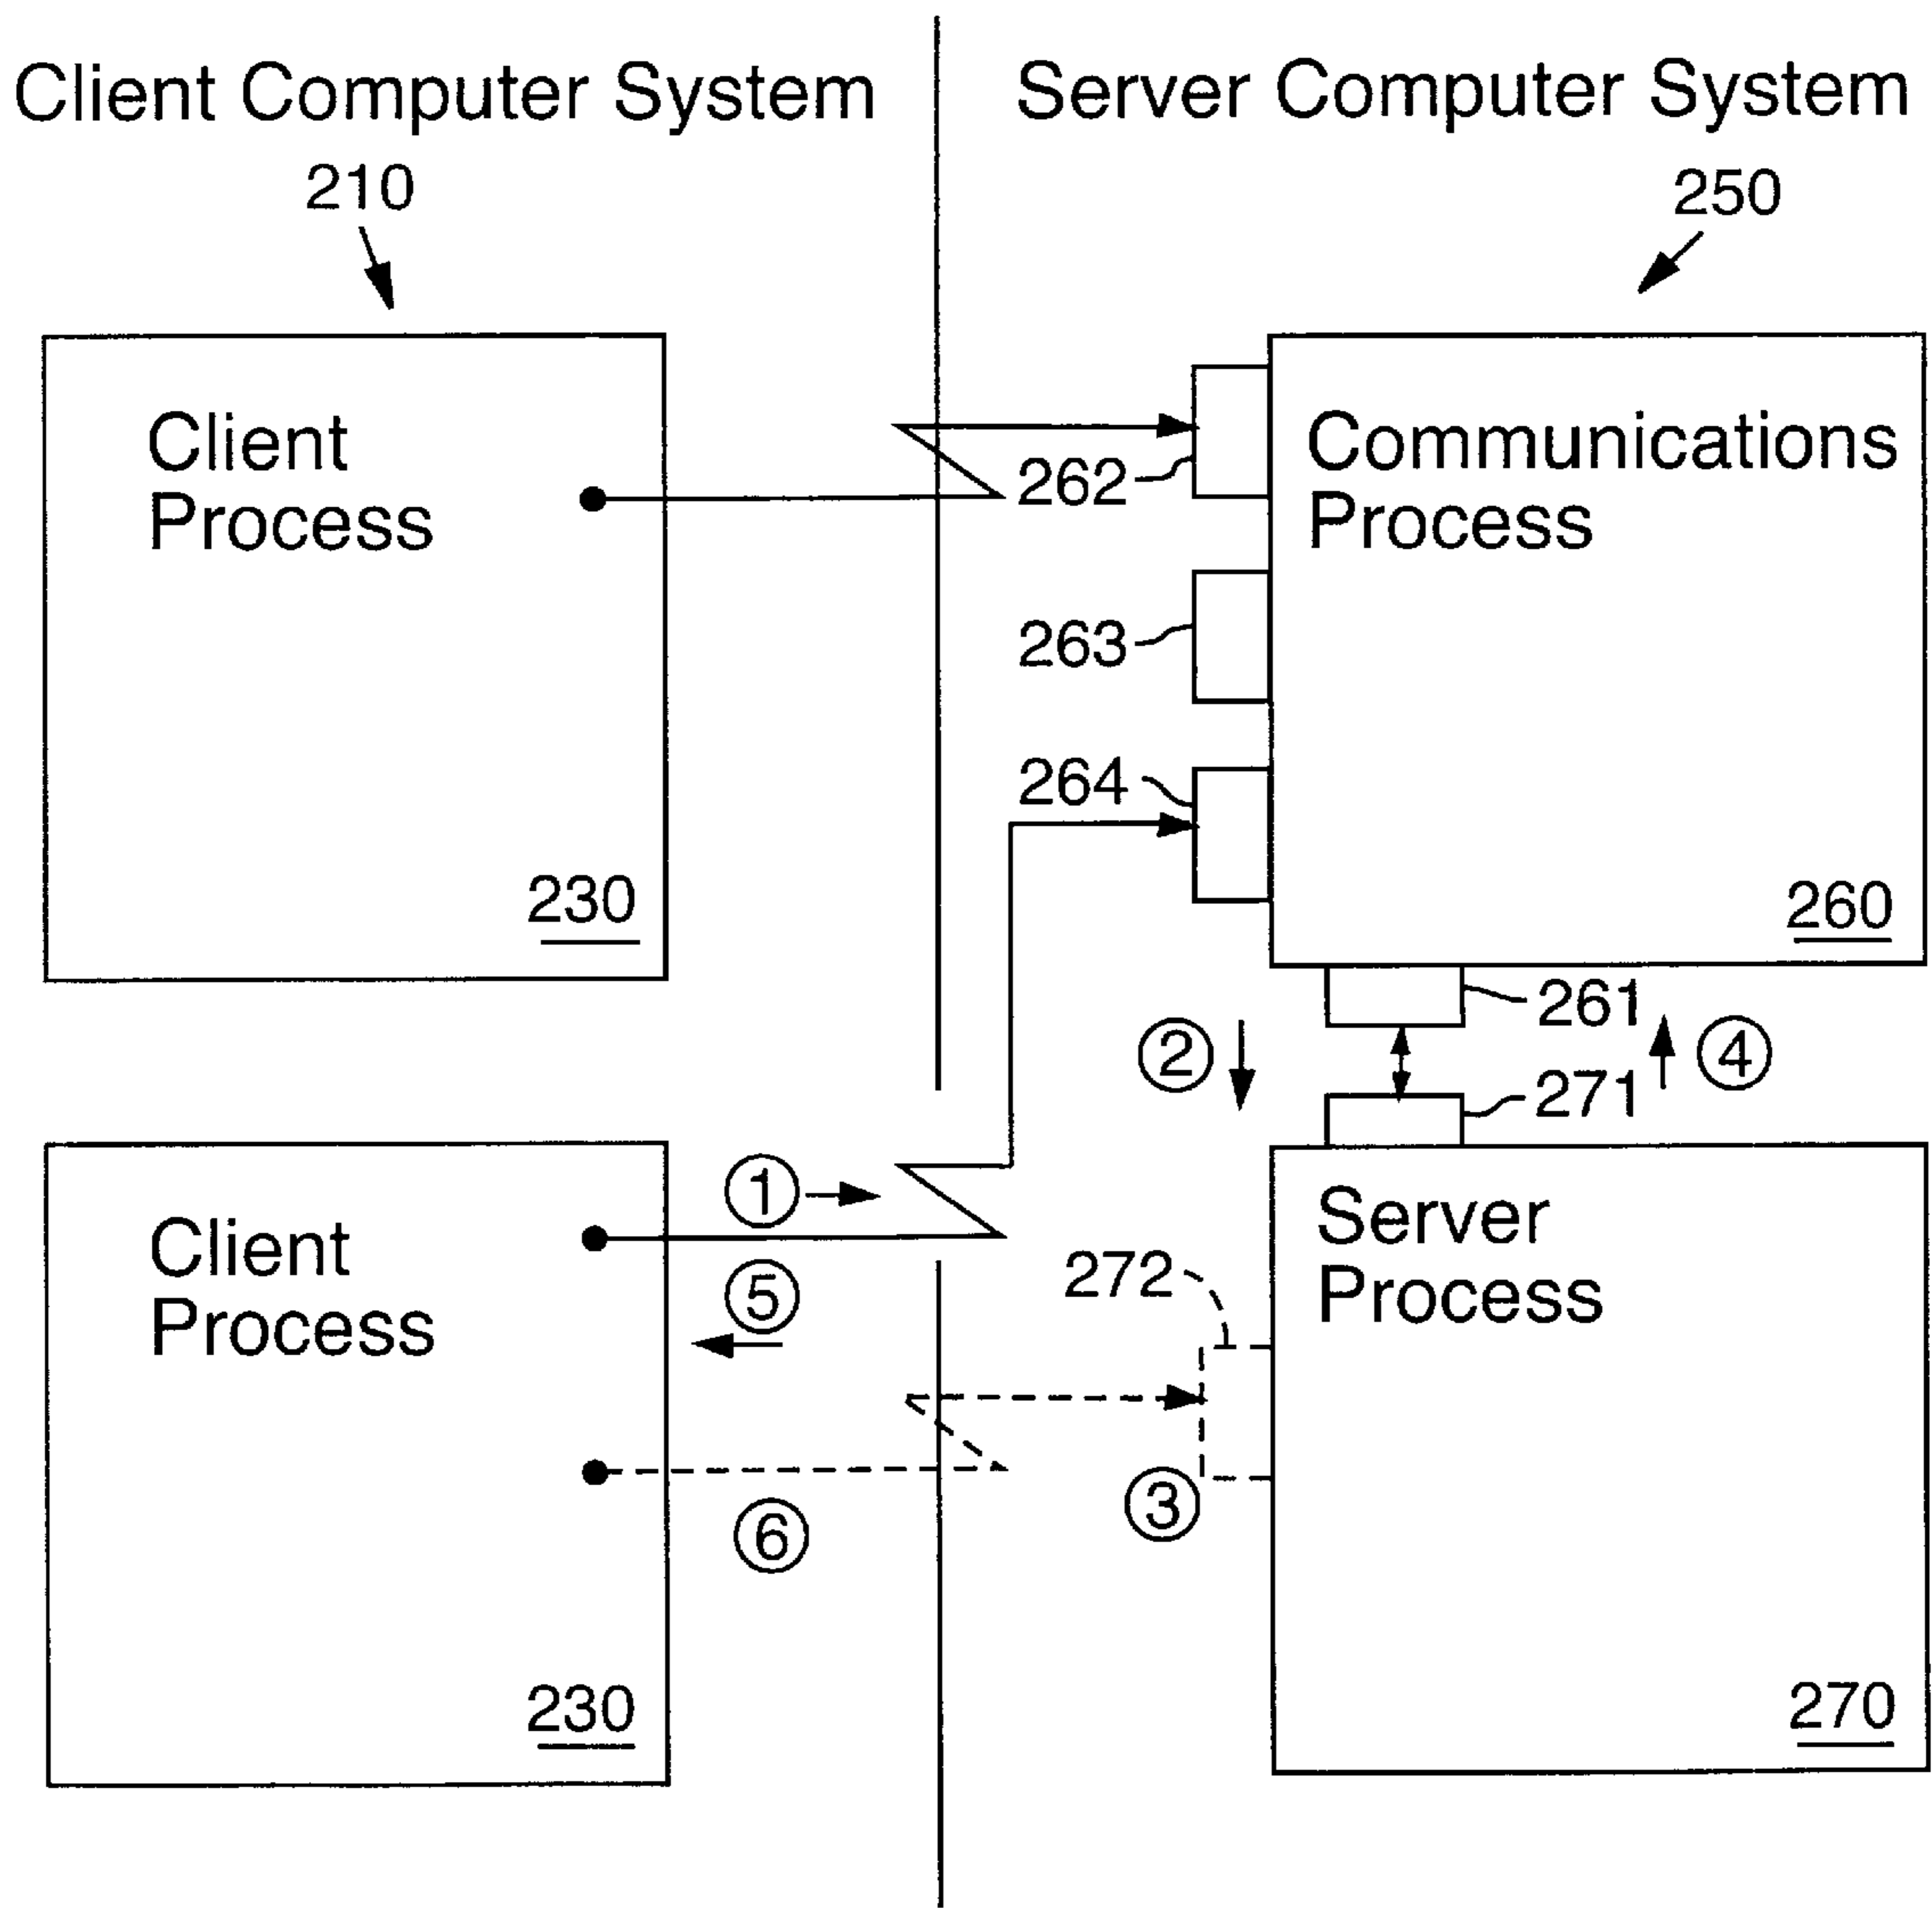 Client Computer System
Server Computer System
210
250
Client
Process
Communications
Process
262
263
264
230
260
261
2
4
271
1
Client
Process
Server
Process
5
272
3
6
230
270